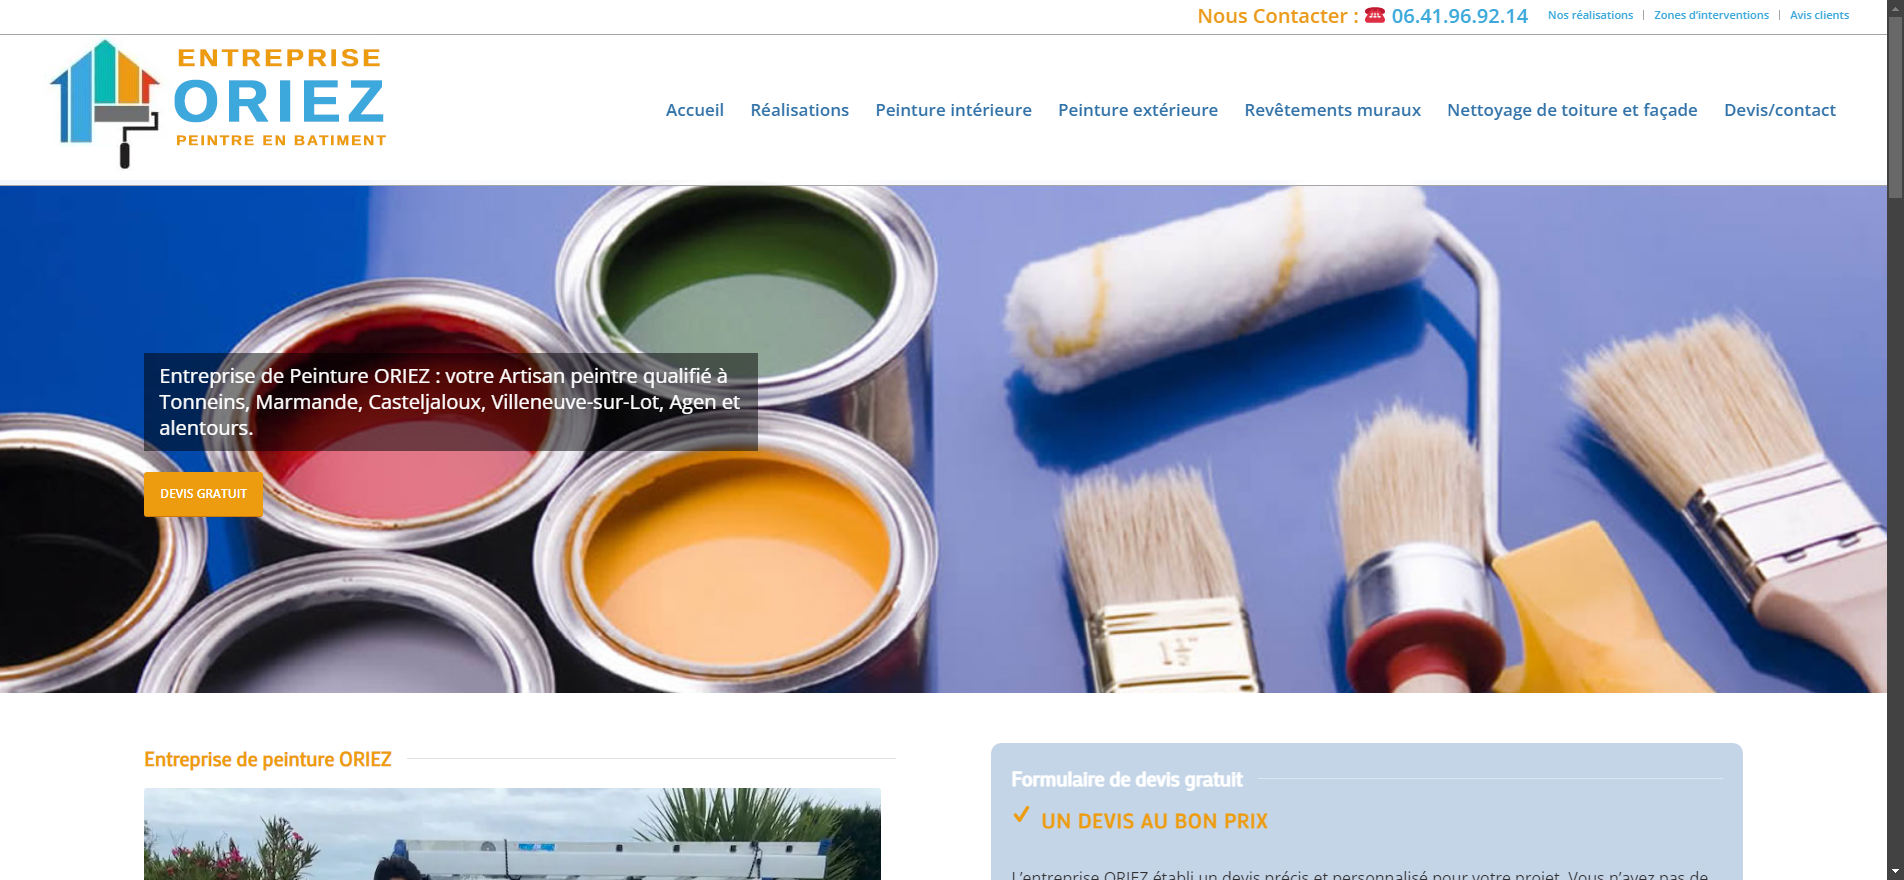 Nous Contacter : ☎️ 06.41.96.92.14
Nos réalisations | Zones d'interventions | Avis clients
ENTREPRISE
ORIEZ
PEINTRE EN BATIMENT
Accueil Réalisations Peinture intérieure Peinture extérieure Revêtements muraux Nettoyage de toiture et façade Devis/contact
Entreprise de Peinture ORIEZ : votre Artisan peintre qualifié à
Tonneins, Marmande, Casteljaloux, Villeneuve-sur-Lot, Agen et
alentours.
DEVIS GRATUIT
Entreprise de peinture ORIEZ
Formulaire de devis gratuit
UN DEVIS AU BON PRIX
L'entreprise ORIEZ établi un devis précis et personnalisé pour votre projet. Vous n'avez pas de